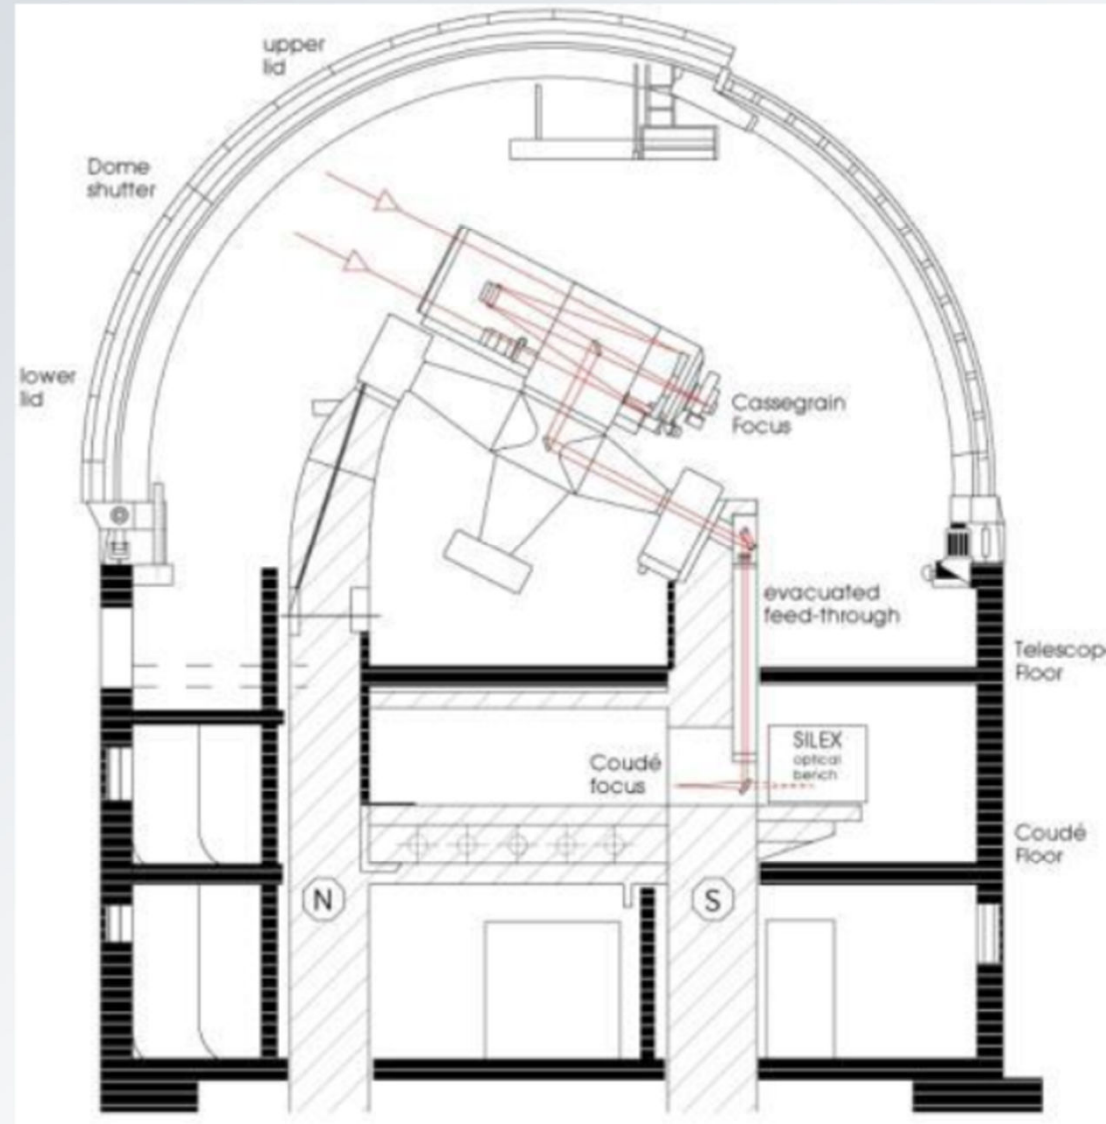 upper
lid
Dome
shutter
lower
lid
Cassegrain
Focus
evacuated
feed-through
Telescop
Floor
SILEX
optical
bench
Coudé
focus
Coudé
Floor
N
S